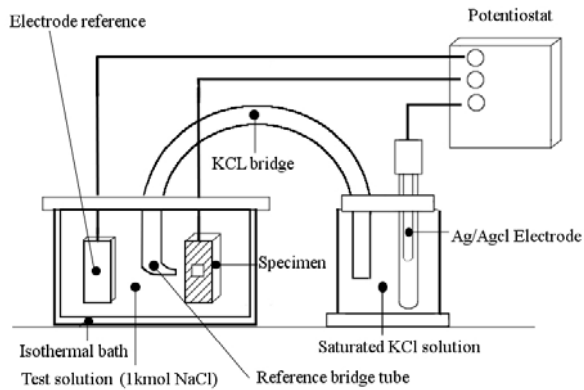 Electrode reference
Potentiostat
KCL bridge
Ag/Agcl Electrode
Specimen
Isothermal bath
Saturated KCl solution
Test solution (1kmol NaCl)
Reference bridge tube